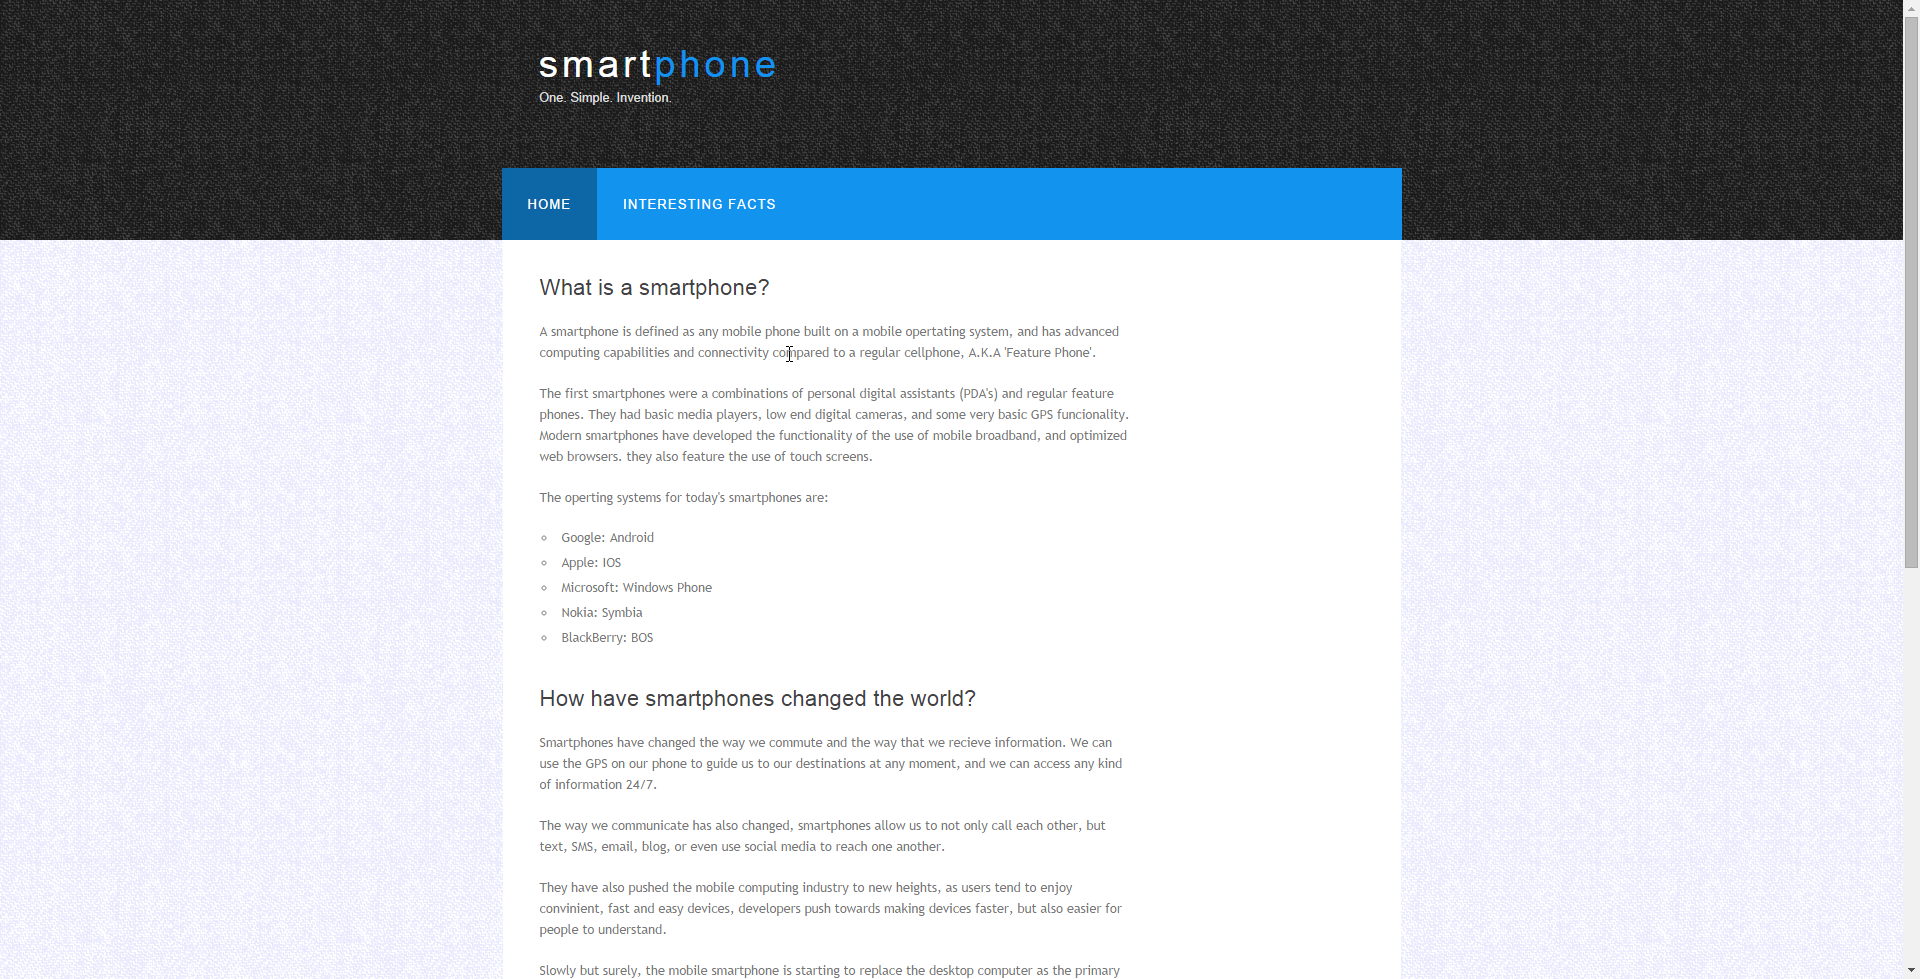 smartphone
One. Simple. Invention.
HOME
INTERESTING FACTS
What is a smartphone?
A smartphone is defined as any mobile phone built on a mobile opertating system, and has advanced
computing capabilities and connectivity compared to a regular cellphone, A.K.A 'Feature Phone'.
The first smartphones were a combinations of personal digital assistants (PDA's) and regular feature
phones. They had basic media players, low end digital cameras, and some very basic GPS funcionality.
Modern smartphones have developed the functionality of the use of mobile broadband, and optimized
web browsers. they also feature the use of touch screens.
The operting systems for today's smartphones are:
Google: Android
Apple: IOS
Microsoft: Windows Phone
Nokia: Symbia
BlackBerry: BOS
How have smartphones changed the world?
Smartphones have changed the way we commute and the way that we recieve information. We can
use the GPS on our phone to guide us to our destinations at any moment, and we can access any kind
of information 24/7.
The way we communicate has also changed, smartphones allow us to not only call each other, but
text, SMS, email, blog, or even use social media to reach one another.
They have also pushed the mobile computing industry to new heights, as users tend to enjoy
convinient, fast and easy devices, developers push towards making devices faster, but also easier for
people to understand.
Slowly but surely, the mobile smartphone is starting to replace the desktop computer as the primary